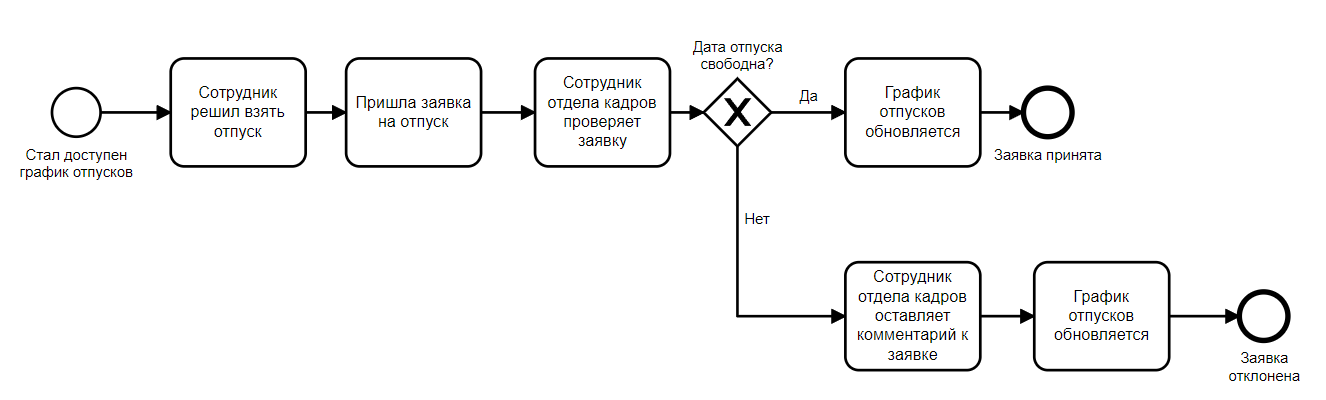 Стал доступен
график отпусков
Сотрудник
решил взять
отпуск
Пришла заявка
на отпуск
Сотрудник
отдела кадров
проверяет
заявку
Дата отпуска
свободна?
X
Да
График
отпусков
обновляется
Заявка принята
Нет
Сотрудник
отдела кадров
оставляет
комментарий к
заявке
График
отпусков
обновляется
Заявка
отклонена